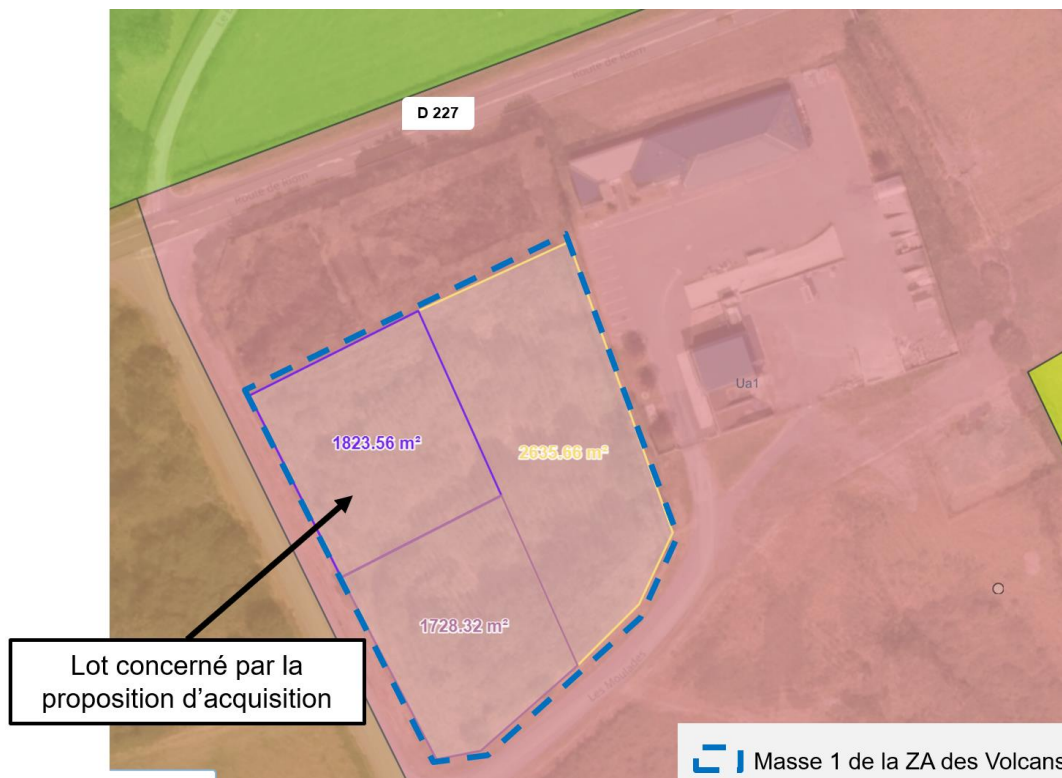 D 227
Ua1
1823.56 m²
2635.66 m²
1728.32 m²
Lot concerné par la
proposition d’acquisition
Masse 1 de la ZA des Volcans